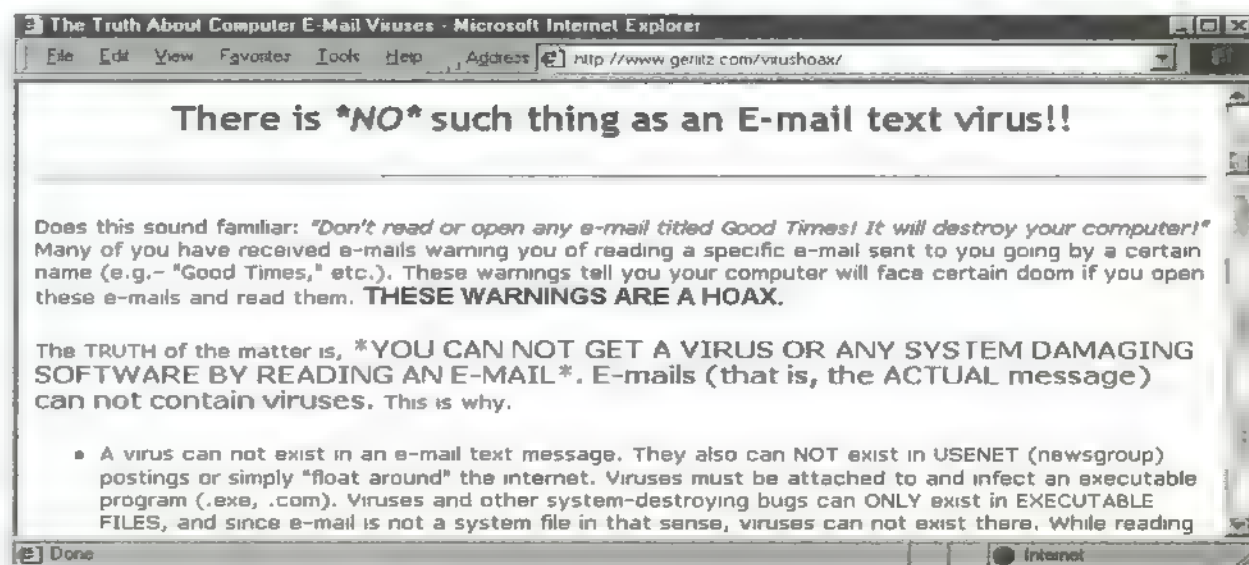 The Truth About Computer E-Mail Viruses - Microsoft Internet Explorer
File Edit View Favorites Tools Help Address http://www.gerlitz.com/virushoax/
There is *NO* such thing as an E-mail text virus!!
Does this sound familiar: "Don't read or open any e-mail titled Good Times! It will destroy your computer!"
Many of you have received e-mails warning you of reading a specific e-mail sent to you going by a certain
name (e.g.- "Good Times," etc.). These warnings tell you your computer will face certain doom if you open
these e-mails and read them. THESE WARNINGS ARE A HOAX.
The TRUTH of the matter is, *YOU CAN NOT GET A VIRUS OR ANY SYSTEM DAMAGING
SOFTWARE BY READING AN E-MAIL*. E-mails (that is, the ACTUAL message)
can not contain viruses. This is why.
• A virus can not exist in an e-mail text message. They also can NOT exist in USENET (newsgroup)
postings or simply "float around" the internet. Viruses must be attached to and infect an executable
program (.exe, .com). Viruses and other system-destroying bugs can ONLY exist in EXECUTABLE
FILES, and since e-mail is not a system file in that sense, viruses can not exist there. While reading
Done Internet